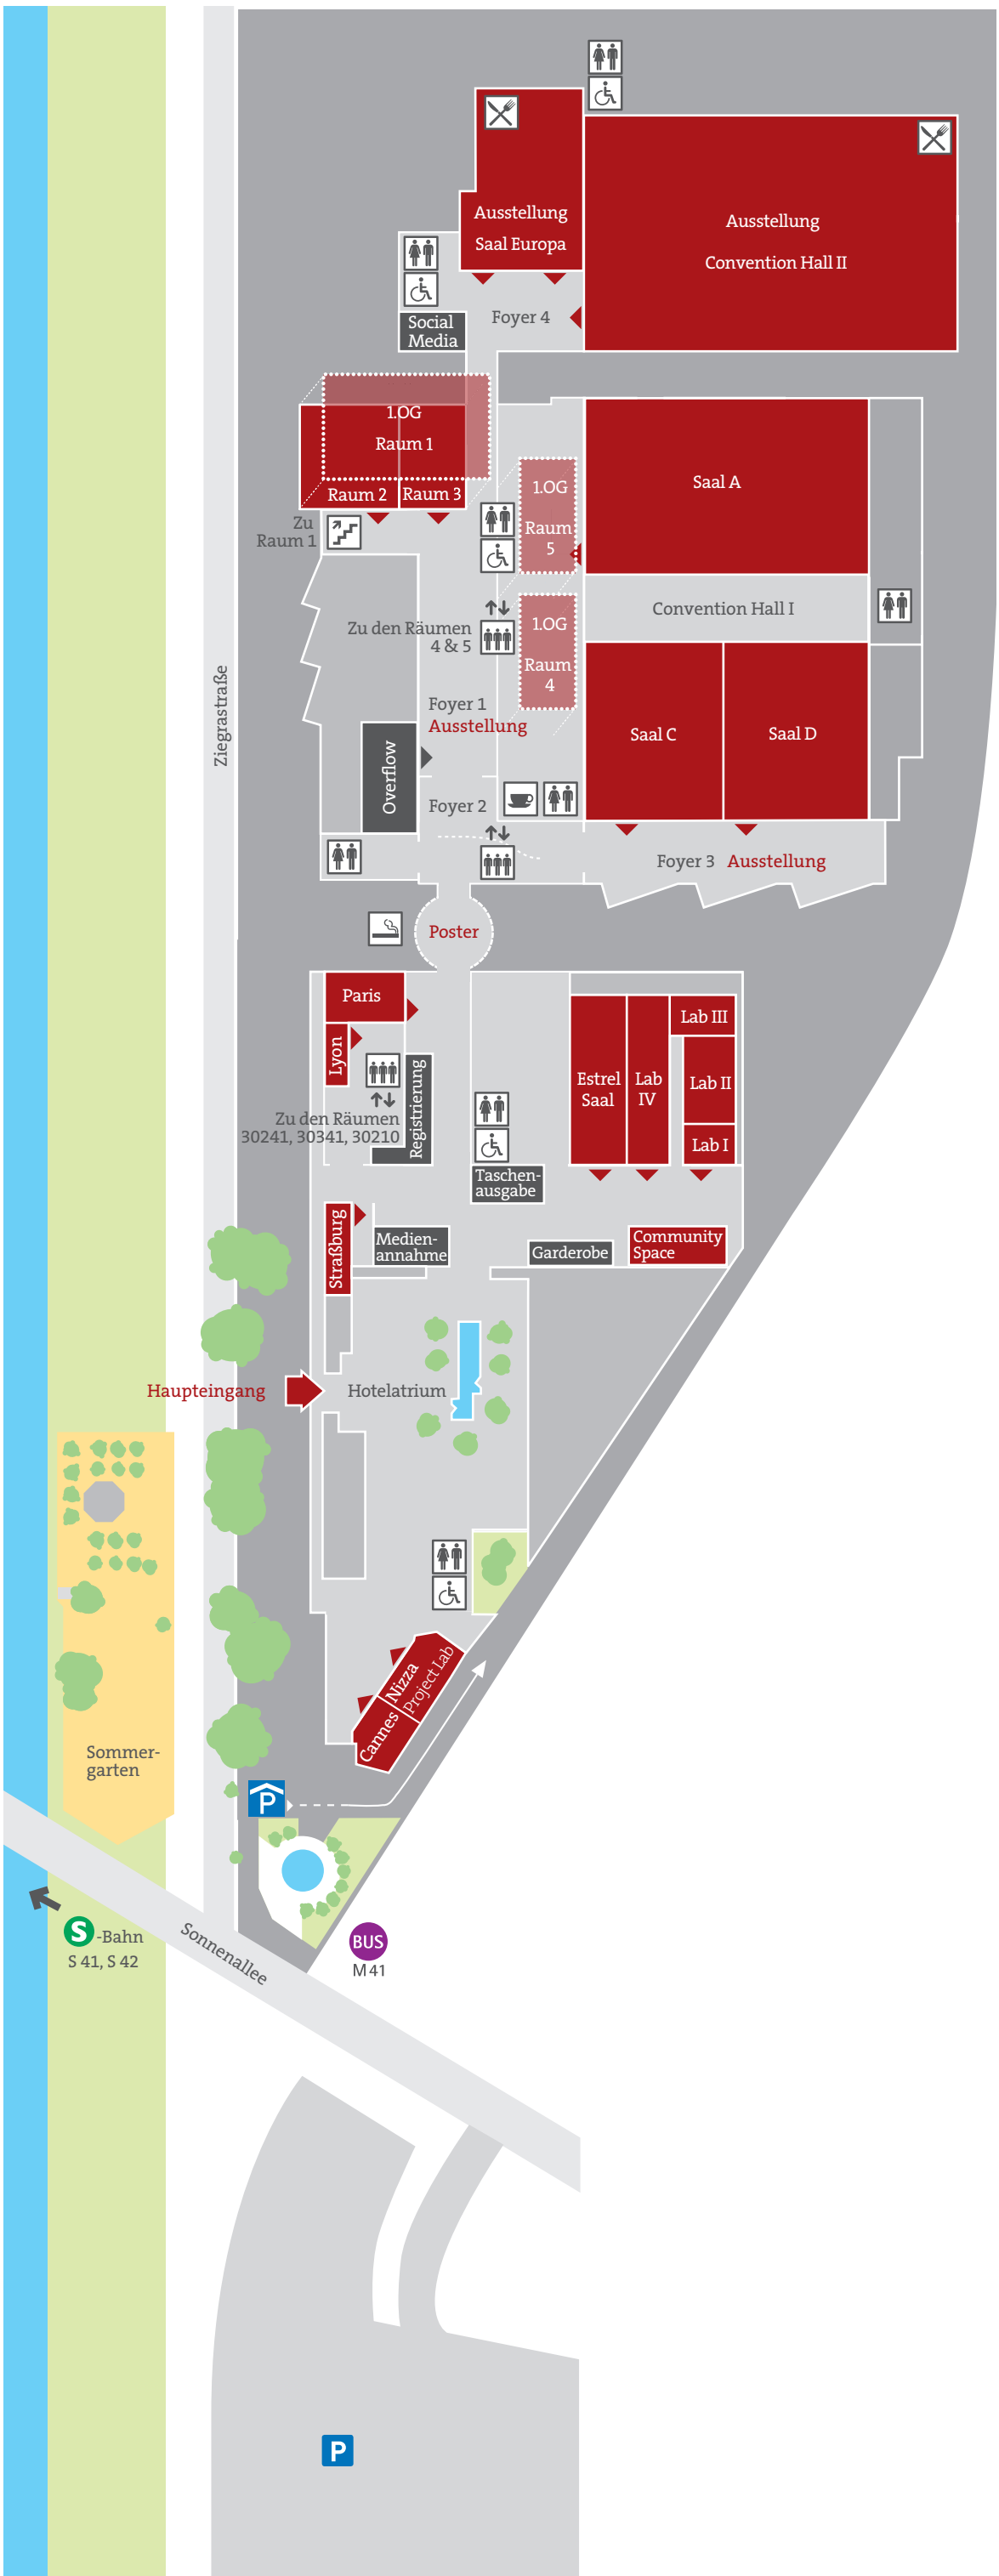 Ausstellung
Saal Europa
Ausstellung
Convention Hall II
Foyer 4
Social
Media
1.OG
Raum 1
Raum 2
Raum 3
Zu
Raum 1
1.OG
Raum
5
Saal A
Convention Hall I
Zu den Räumen
4 & 5
1.OG
Raum
4
Ziegrastraße
Foyer 1
Ausstellung
Saal C
Saal D
Overflow
Foyer 2
Foyer 3 Ausstellung
Poster
Paris
Lyon
Registrierung
Zu den Räumen
30241, 30341, 30210
Estrel
Saal
Lab
IV
Lab III
Lab II
Lab I
Taschen-
ausgabe
Straßburg
Medien-
annahme
Garderobe
Community
Space
Haupteingang
Hotelatrium
Nizza
Project Lab
Cannes
Sommer-
garten
P
S-Bahn
S 41, S 42
Sonnenallee
BUS
M 41
P